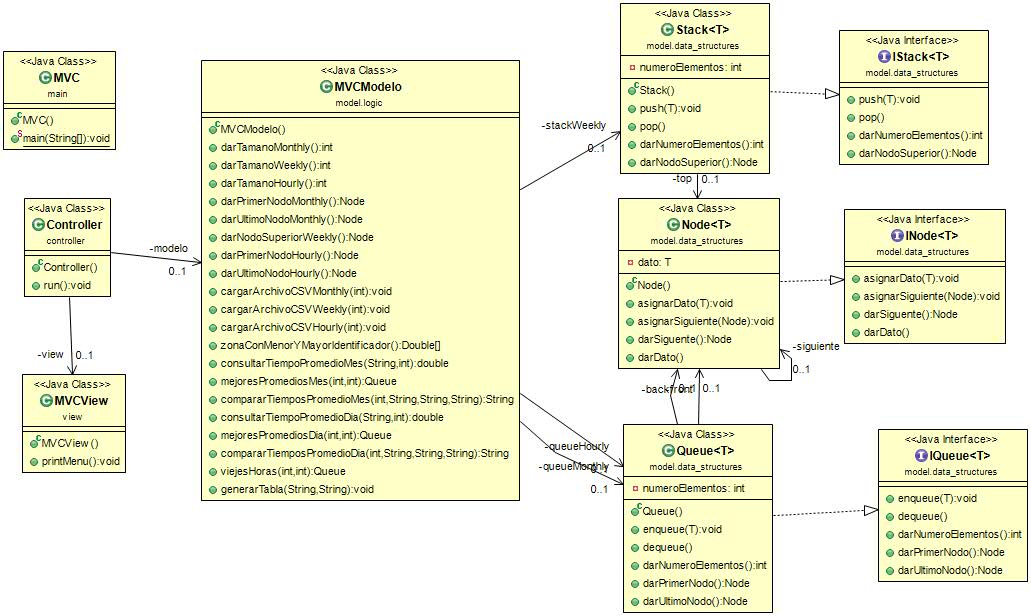 <<Java Class>>
MVC
main
MVC()
main(String[]):void
<<Java Class>>
Controller
controller
Controller()
run():void
-modelo
0..1
-view
0..1
<<Java Class>>
MVCView
view
MVCView ()
printMenu():void
<<Java Class>>
MVCModelo
model.logic
MVCModelo()
darTamanoMonthly():int
darTamanoWeekly():int
darTamanoHourly():int
darPrimerNodoMonthly():Node
darUltimoNodoMonthly():Node
darNodoSuperiorWeekly():Node
darPrimerNodoHourly():Node
darUltimoNodoHourly():Node
cargarArchivoCSVMonthly(int):void
cargarArchivoCSVWeekly(int):void
cargarArchivoCSVHourly(int):void
zonaConMenorYMayorIdentificador():Double[]
consultarTiempoPromedioMes(String,int):double
mejoresPromediosMes(int,int):Queue
compararTiemposPromedioMes(int,String,String,String):String
consultarTiempoPromedioDia(String,int):double
mejoresPromediosDia(int,int):Queue
compararTiemposPromedioDia(int,String,String,String):String
viejesHoras(int,int):Queue
generarTabla(String,String):void
-stackWeekly
0..1
-queueHourly
-queueMonthly
0..1
<<Java Class>>
Stack<T>
model.data_structures
numeroElementos: int
Stack()
push(T):void
pop()
darNumeroElementos():int
darNodoSuperior():Node
-top
0..1
<<Java Interface>>
IStack<T>
model.data_structures
push(T):void
pop()
darNumeroElementos():int
darNodoSuperior():Node
<<Java Class>>
Node<T>
model.data_structures
dato: T
Node()
asignarDato(T):void
asignarSiguiente(Node):void
darSiguente():Node
darDato()
-siguiente
0..1
<<Java Interface>>
INode<T>
model.data_structures
asignarDato(T):void
asignarSiguiente(Node):void
darSiguente():Node
darDato()
-back
-front
0..1
0..1
<<Java Class>>
Queue<T>
model.data_structures
numeroElementos: int
Queue()
enqueue(T):void
dequeue()
darNumeroElementos():int
darPrimerNodo():Node
darUltimoNodo():Node
<<Java Interface>>
IQueue<T>
model.data_structures
enqueue(T):void
dequeue()
darNumeroElementos():int
darPrimerNodo():Node
darUltimoNodo():Node